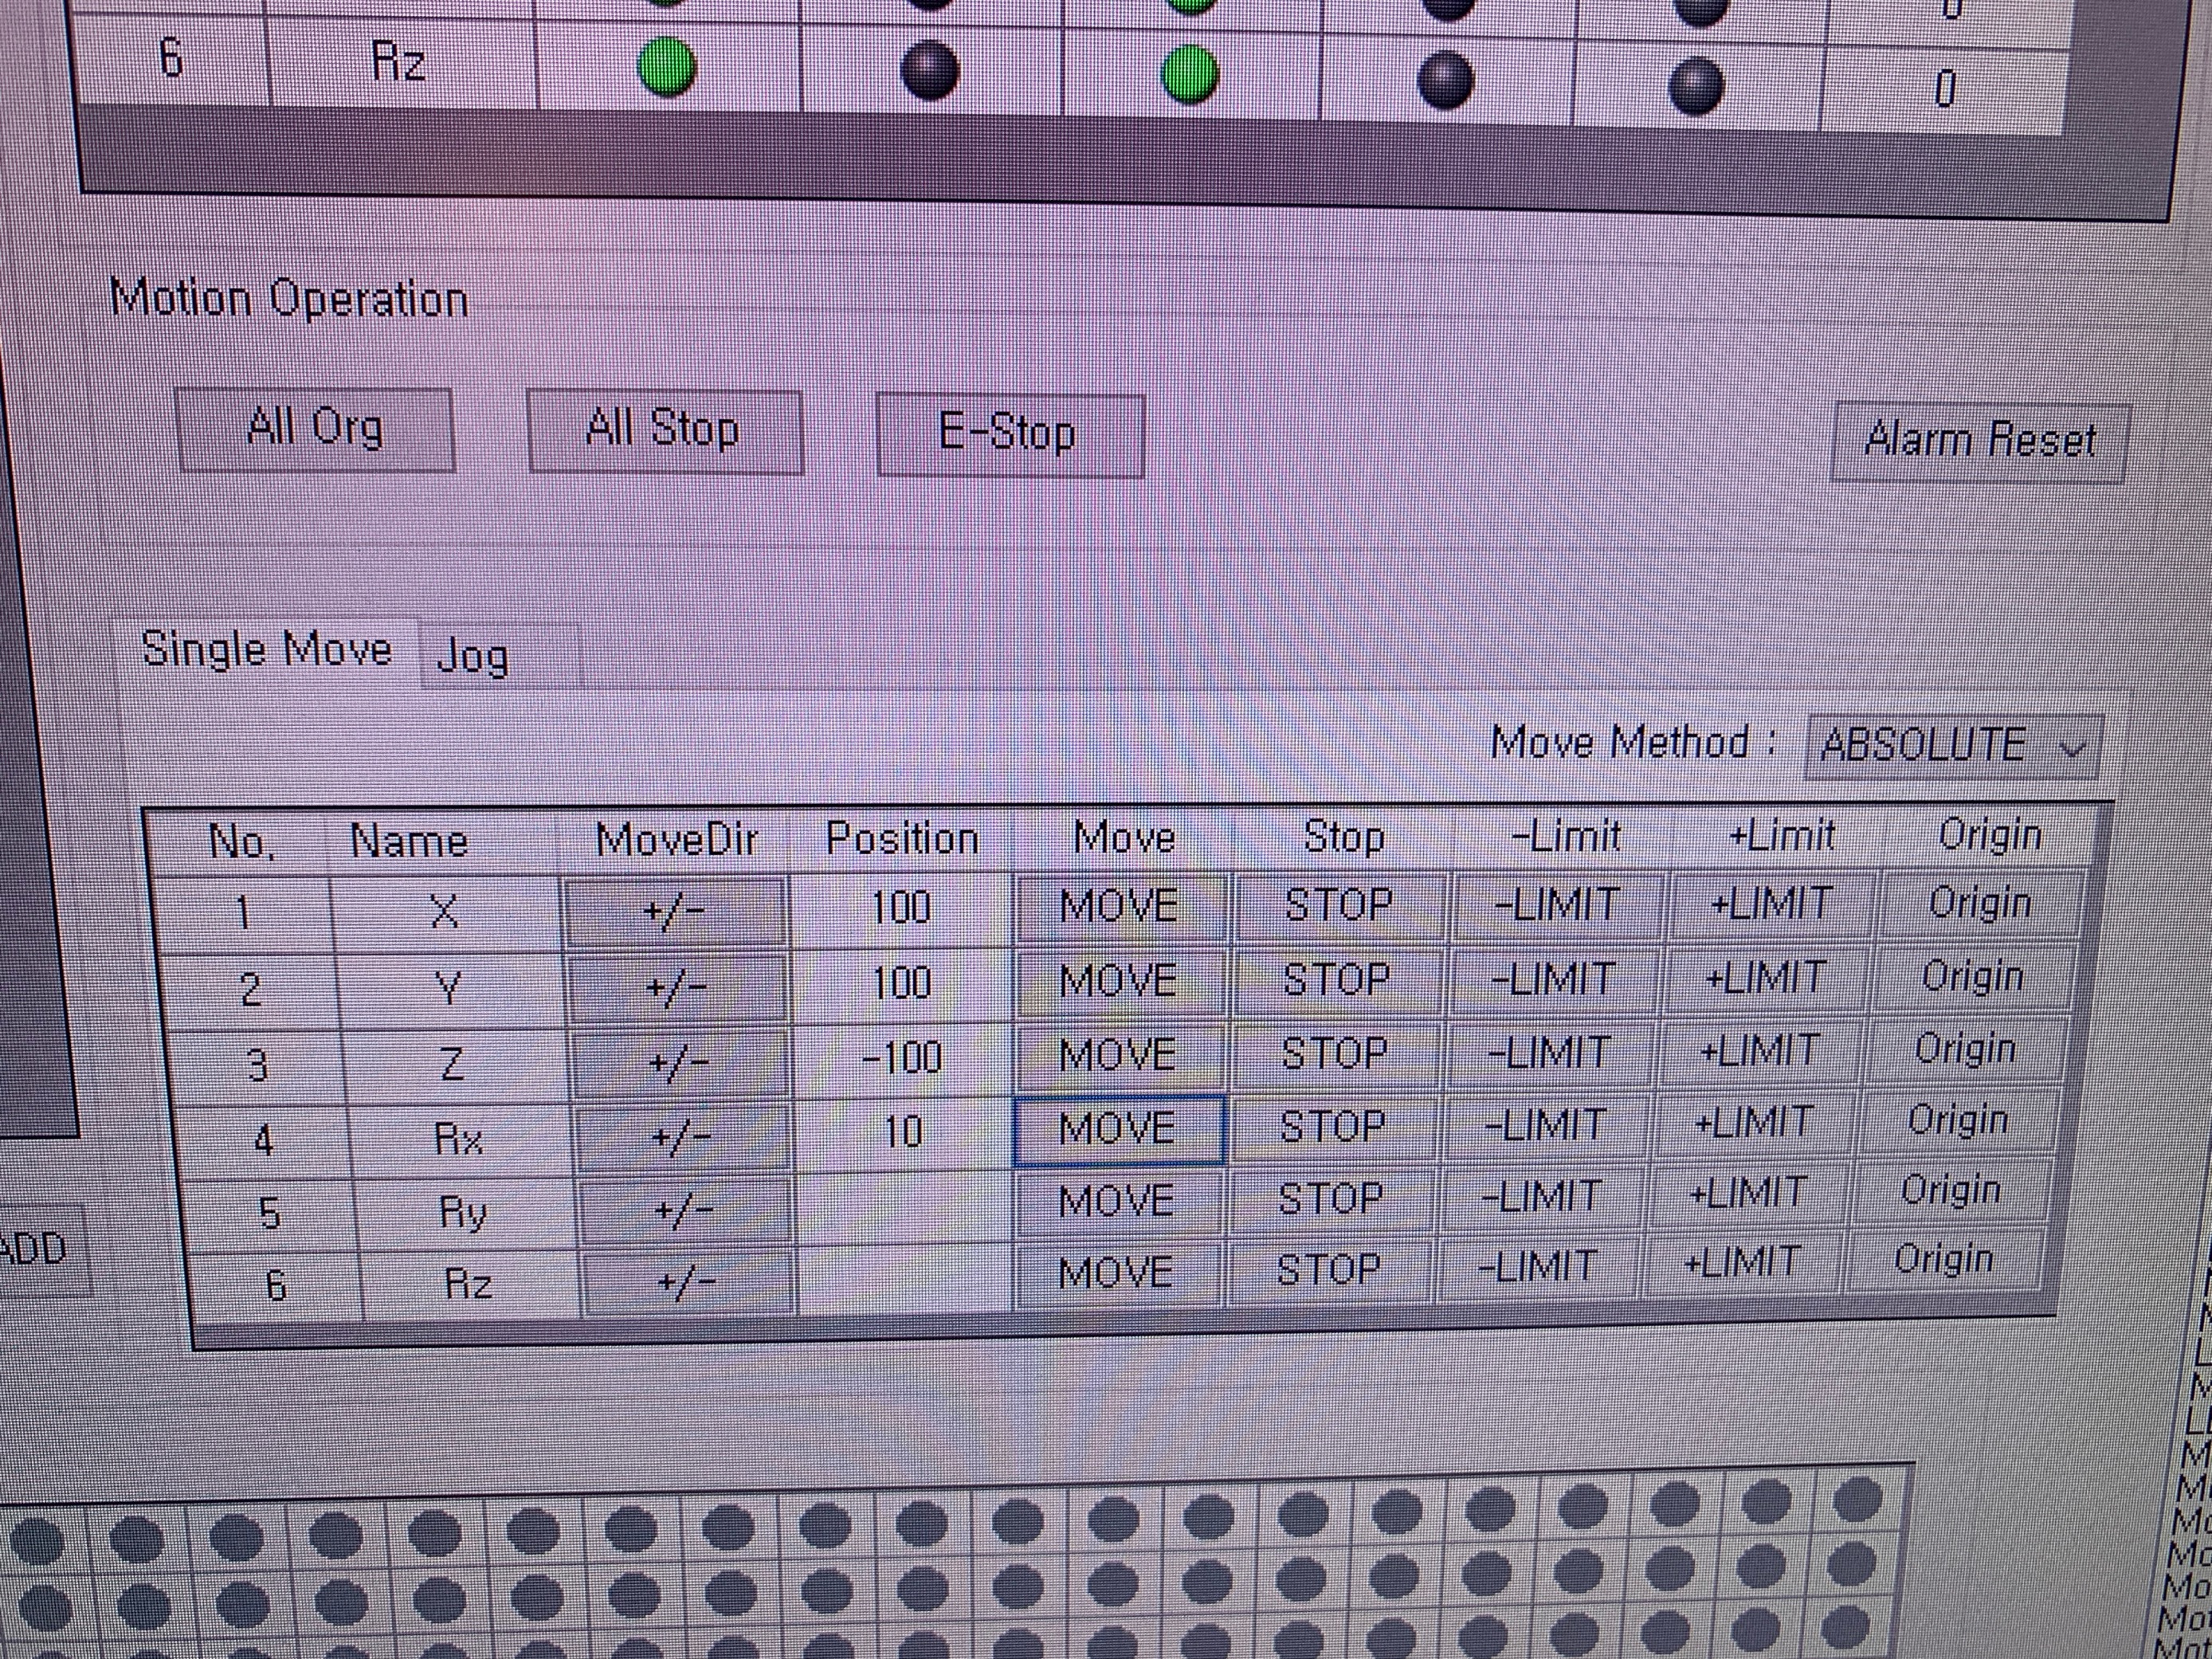 0
6 Rz 0
Motion Operation
All Org All Stop E-Stop Alarm Reset
Single Move Jog
Move Method : ABSOLUTE
No. Name MoveDir Position Move Stop -Limit +Limit Origin
1 X +/- 100 MOVE STOP -LIMIT +LIMIT Origin
2 Y +/- 100 MOVE STOP -LIMIT +LIMIT Origin
3 Z +/- -100 MOVE STOP -LIMIT +LIMIT Origin
4 Rx +/- 10 MOVE STOP -LIMIT +LIMIT Origin
5 Ry +/- MOVE STOP -LIMIT +LIMIT Origin
6 Rz +/- MOVE STOP -LIMIT +LIMIT Origin
ADD